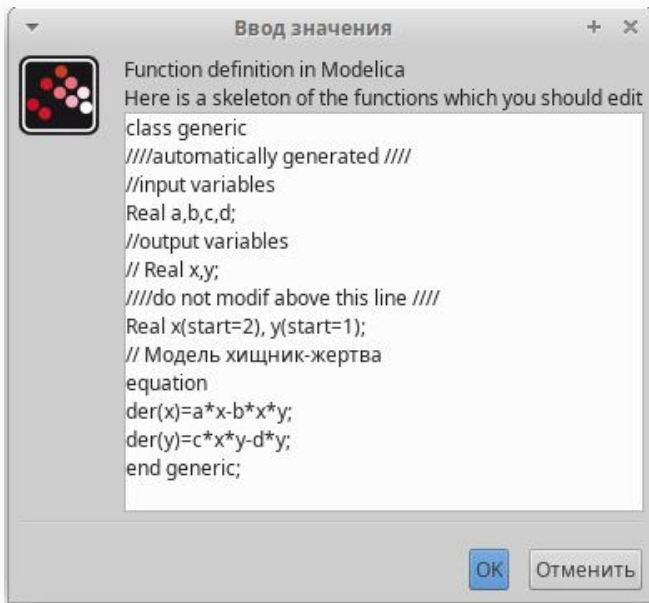 Ввод значения
Function definition in Modelica
Here is a skeleton of the functions which you should edit
class generic
////automatically generated ////
//input variables
Real a,b,c,d;
//output variables
// Real x,y;
////do not modif above this line ////
Real x(start=2), y(start=1);
// Модель хищник-жертва
equation
der(x)=a*x-b*x*y;
der(y)=c*x*y-d*y;
end generic;
OK
Отменить